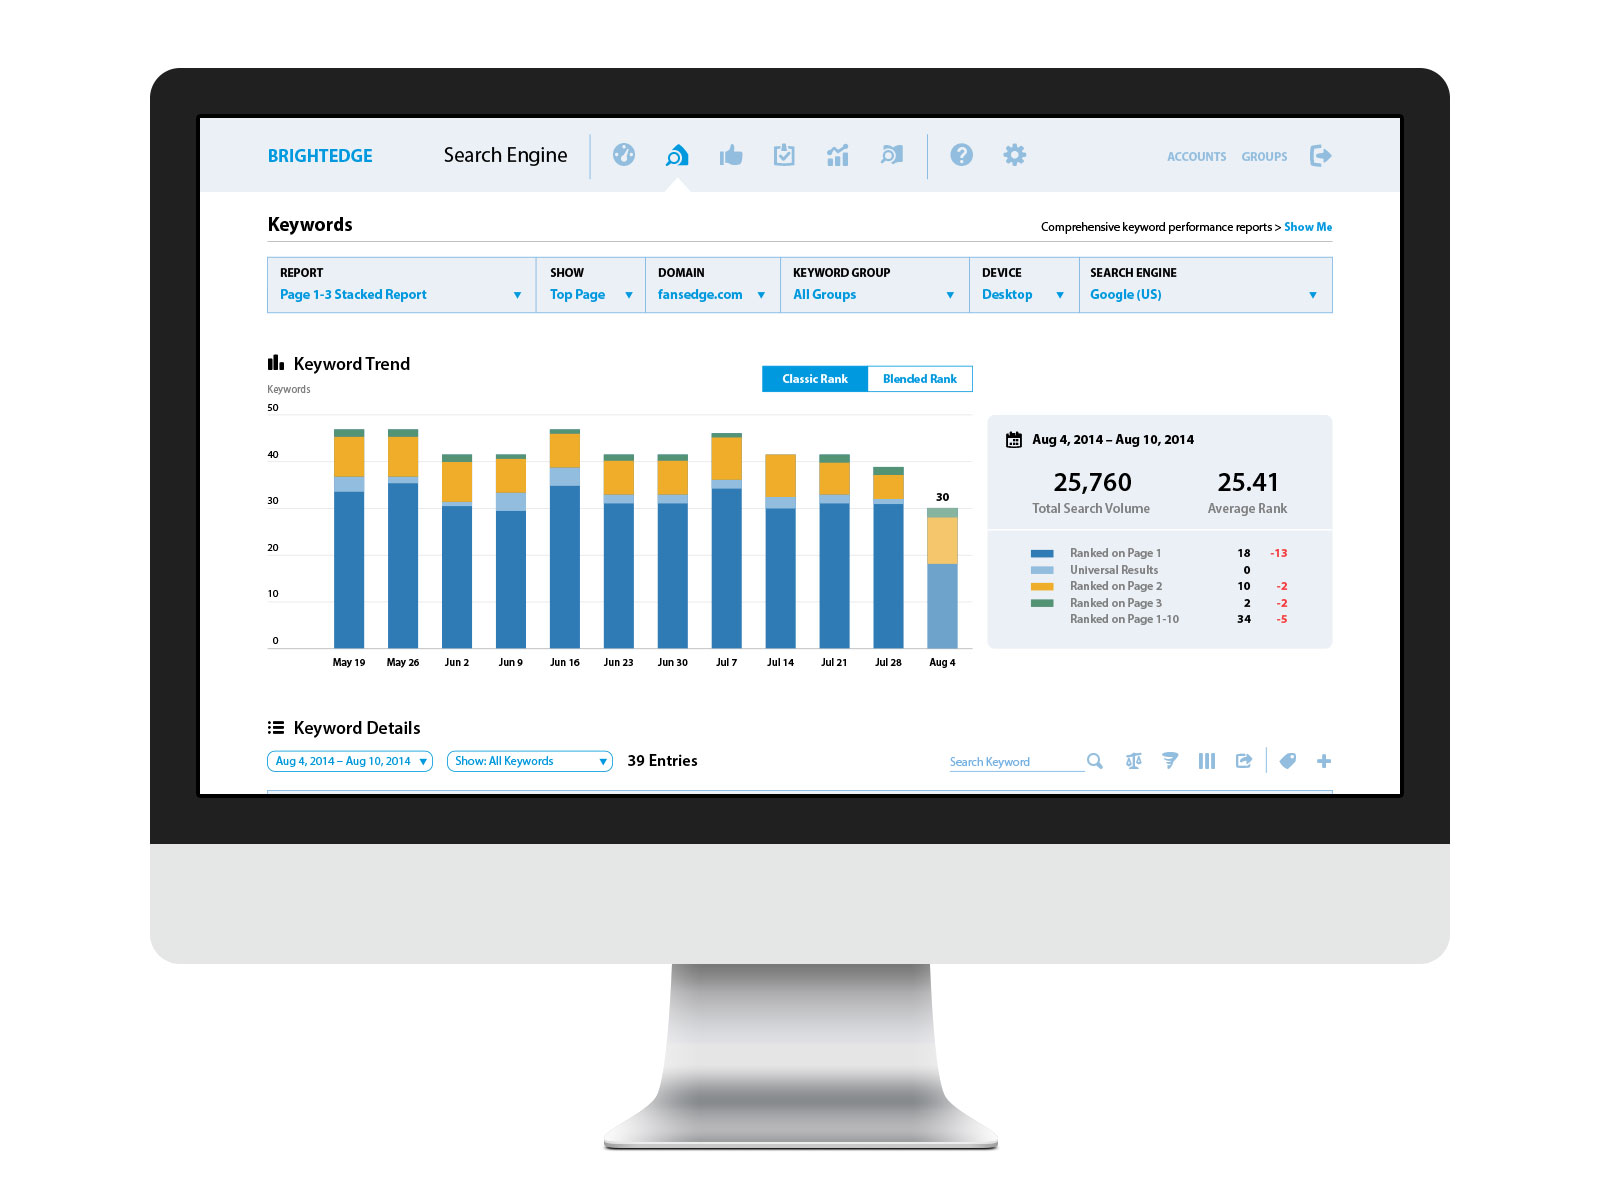 BRIGHTEDGE
Search Engine
ACCOUNTS GROUPS
Keywords
Comprehensive keyword performance reports > Show Me
REPORT SHOW DOMAIN KEYWORD GROUP DEVICE SEARCH ENGINE
Page 1-3 Stacked Report Top Page fansedge.com All Groups Desktop Google (US)
Keyword Trend
Classic Rank Blended Rank
Keywords
50
40
30
20
10
0
30
May 19 May 26 Jun 2 Jun 9 Jun 16 Jun 23 Jun 30 Jul 7 Jul 14 Jul 21 Jul 28 Aug 4
Aug 4, 2014 – Aug 10, 2014
25,760 25.41
Total Search Volume Average Rank
Ranked on Page 1 18 -13
Universal Results 0
Ranked on Page 2 10 -2
Ranked on Page 3 2 -2
Ranked on Page 1-10 34 -5
Keyword Details
Aug 4, 2014 – Aug 10, 2014 Show: All Keywords 39 Entries Search Keyword